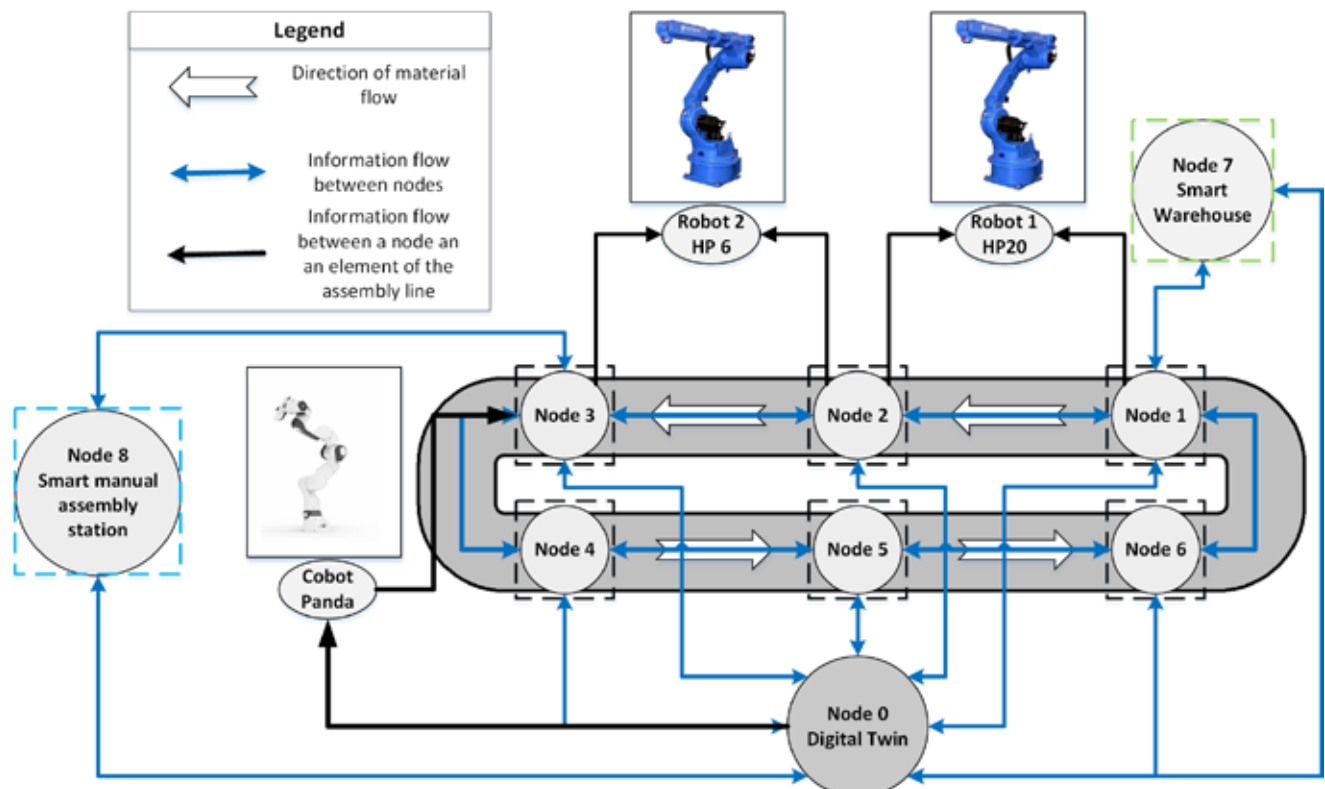 Legend
Direction of material
flow
Information flow
between nodes
Information flow
between a node an
an element of the
assembly line
Robot 2
HP 6
Robot 1
HP20
Node 7
Smart
Warehouse
Node 3
Node 2
Node 1
Node 8
Smart manual
assembly
station
Node 4
Node 5
Node 6
Cobot
Panda
Node 0
Digital Twin